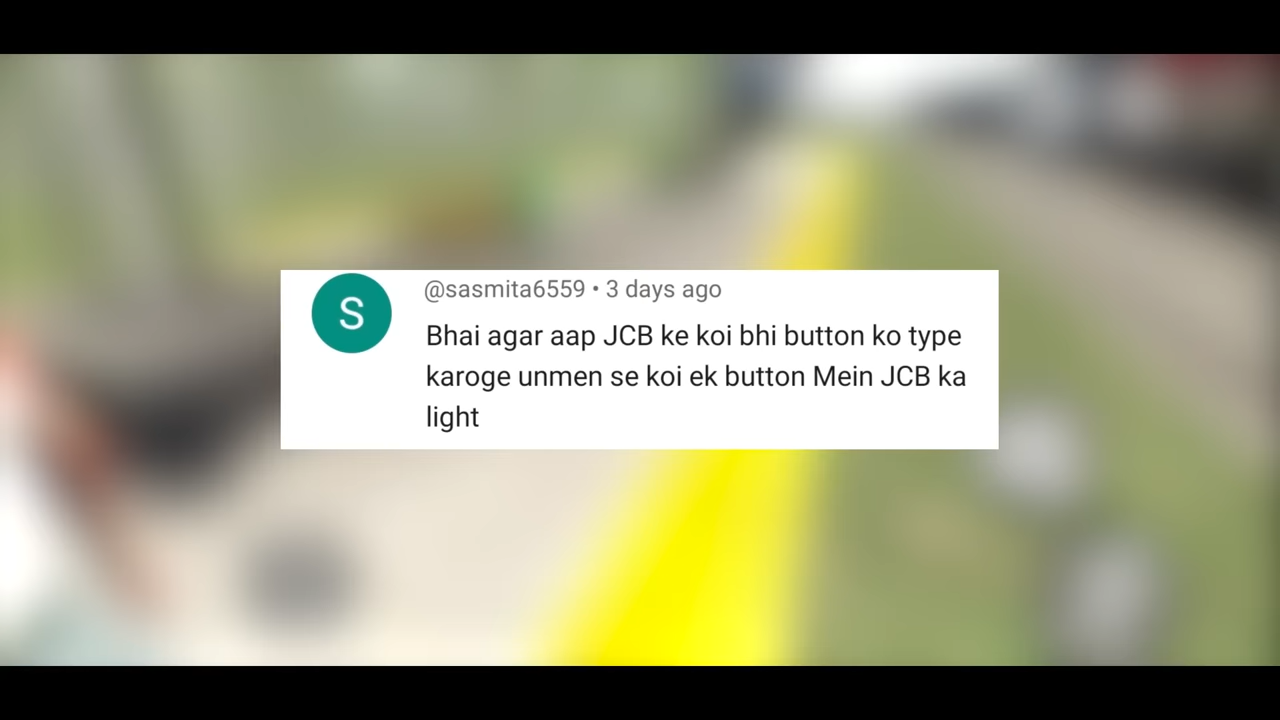 S
@sasmita6559 • 3 days ago
Bhai agar aap JCB ke koi bhi button ko type
karoge unmen se koi ek button Mein JCB ka
light